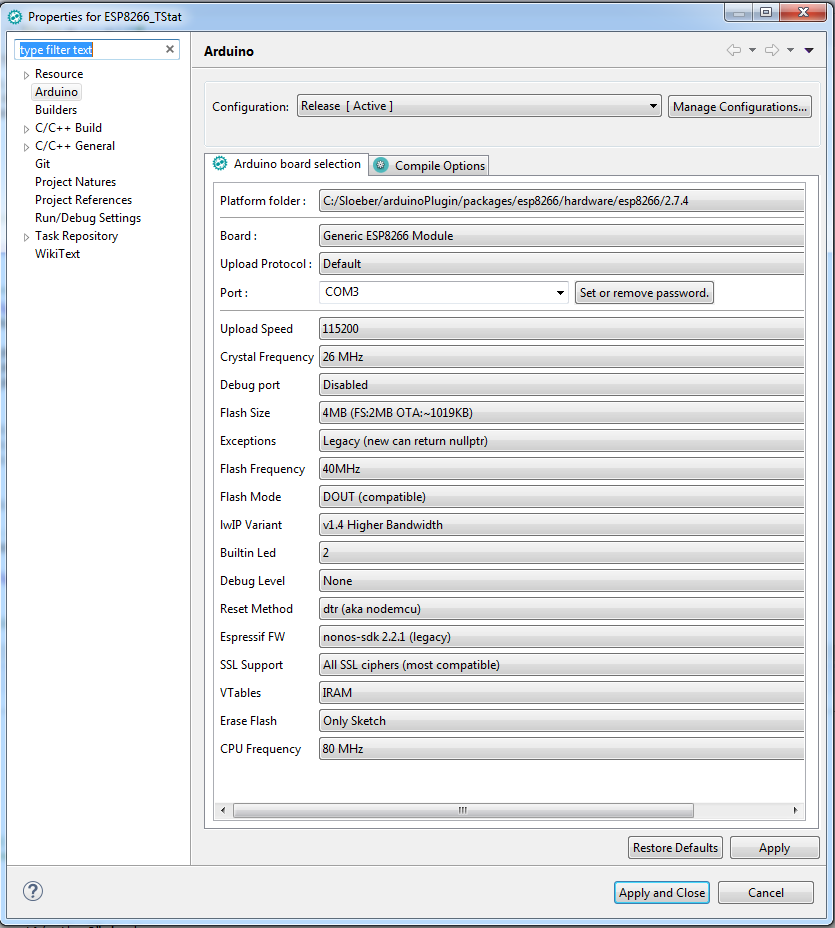 Properties for ESP8266_TStat
type filter text
Resource
Arduino
Builders
C/C++ Build
C/C++ General
Git
Project Natures
Project References
Run/Debug Settings
Task Repository
WikiText
Arduino
Configuration: Release [ Active ] Manage Configurations...
Arduino board selection Compile Options
Platform folder : C:/Sloeber/arduinoPlugin/packages/esp8266/hardware/esp8266/2.7.4
Board : Generic ESP8266 Module
Upload Protocol : Default
Port : COM3 Set or remove password.
Upload Speed 115200
Crystal Frequency 26 MHz
Debug port Disabled
Flash Size 4MB (FS:2MB OTA:~1019KB)
Exceptions Legacy (new can return nullptr)
Flash Frequency 40MHz
Flash Mode DOUT (compatible)
lwIP Variant v1.4 Higher Bandwidth
Builtin Led 2
Debug Level None
Reset Method dtr (aka nodemcu)
Espressif FW nonos-sdk 2.2.1 (legacy)
SSL Support All SSL ciphers (most compatible)
VTables IRAM
Erase Flash Only Sketch
CPU Frequency 80 MHz
Restore Defaults Apply
? Apply and Close Cancel